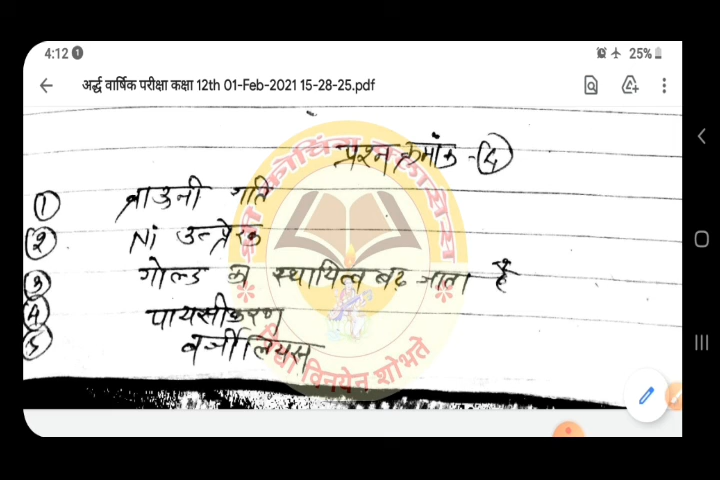 4:12
25%
अर्द्ध वार्षिक परीक्षा कक्षा 12th 01-Feb-2021 15-28-25.pdf
प्रश्न क्रमांक -(4)
① ब्राउनी गति
② Ni उत्प्रेरक
③ गोल्ड का स्थायित्व बढ़ जाता है
④ पायसीकरण
⑤ बर्जीलियस
कोचिंग क्लासेस
विद्या विनयेन शोभते